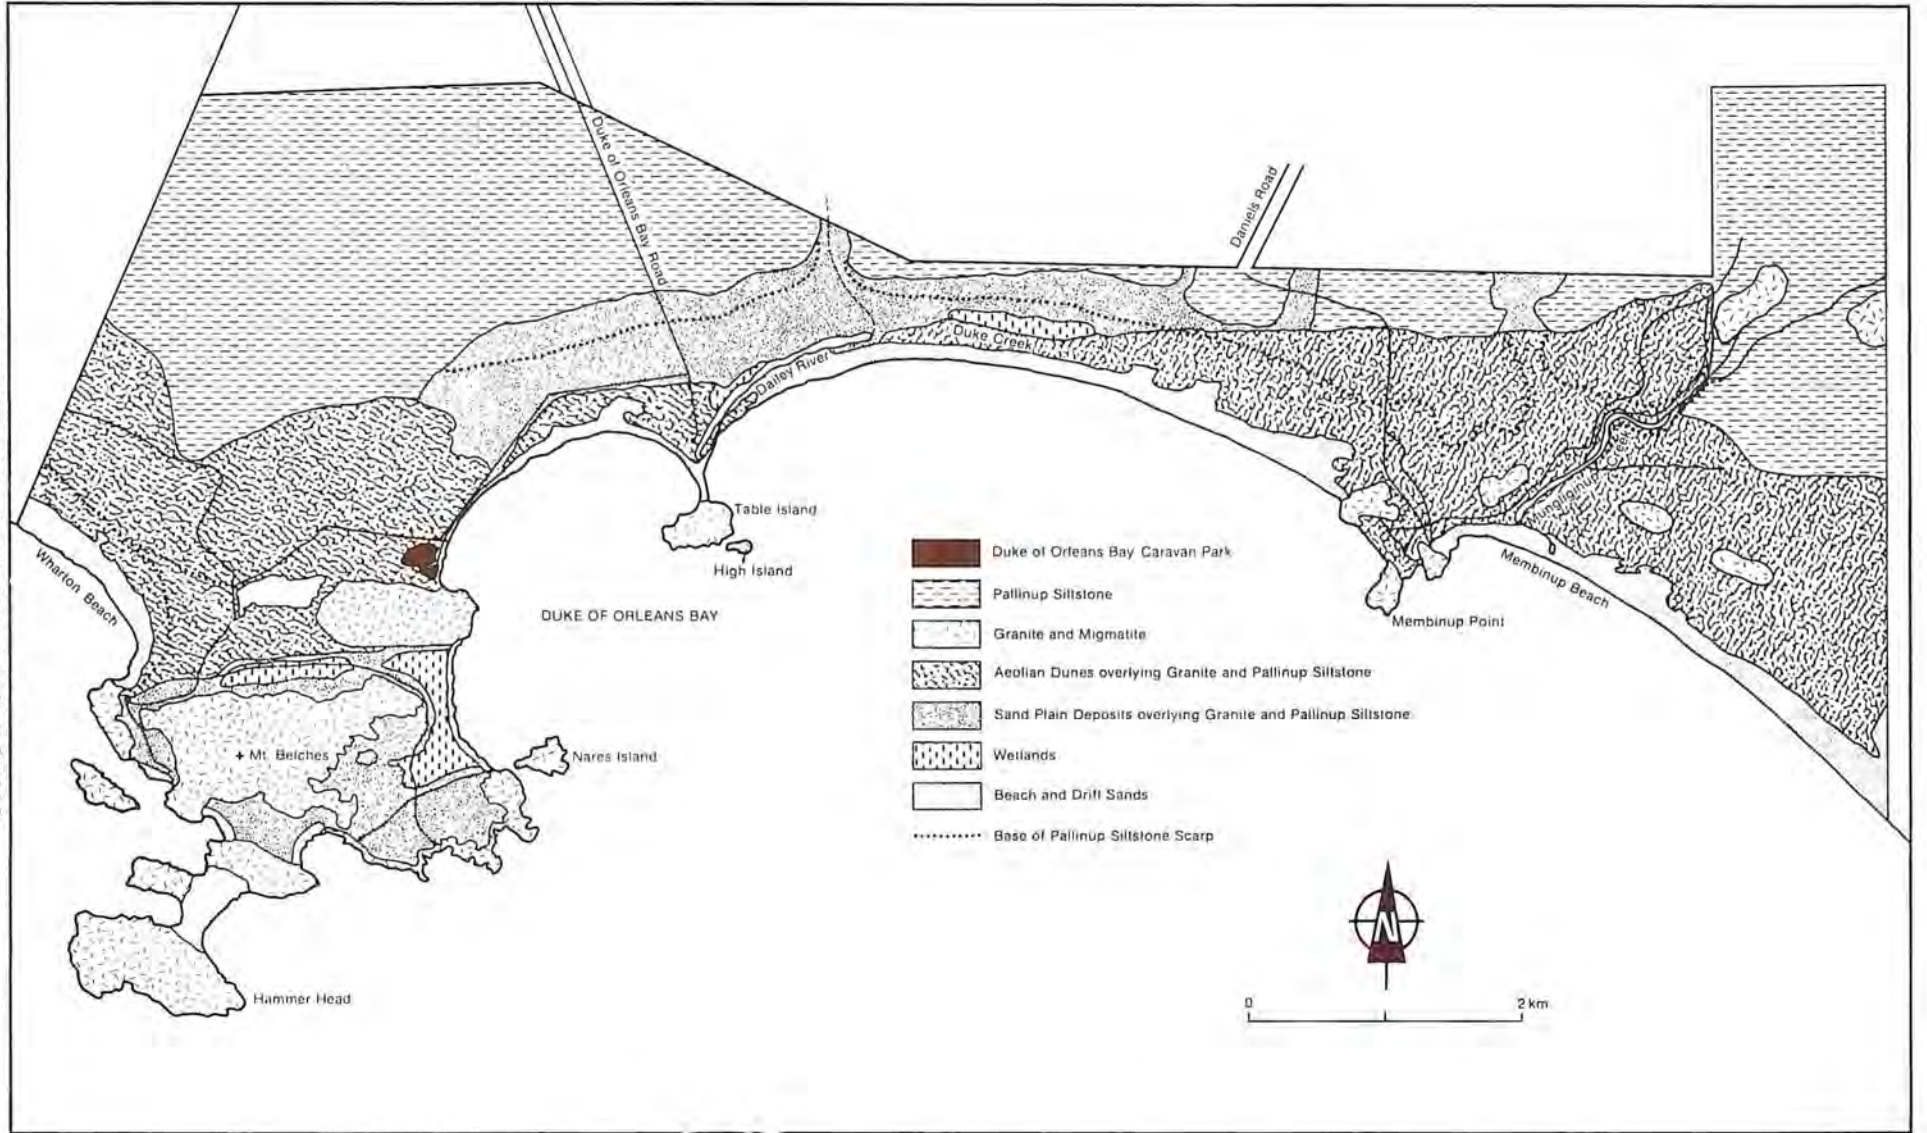 Duke of Orleans Bay Road
Daniels Road
Duke Creek
Dailey River
Mungliginup Creek
Table Island
High Island
Wharton Beach
DUKE OF ORLEANS BAY
Membinup Beach
Membinup Point
Mt. Belches
Nares Island
Hammer Head
Duke of Orleans Bay Caravan Park
Pallinup Siltstone
Granite and Migmatite
Aeolian Dunes overlying Granite and Pallinup Siltstone
Sand Plain Deposits overlying Granite and Pallinup Siltstone
Wetlands
Beach and Drift Sands
Base of Pallinup Siltstone Scarp
N
0 2 km